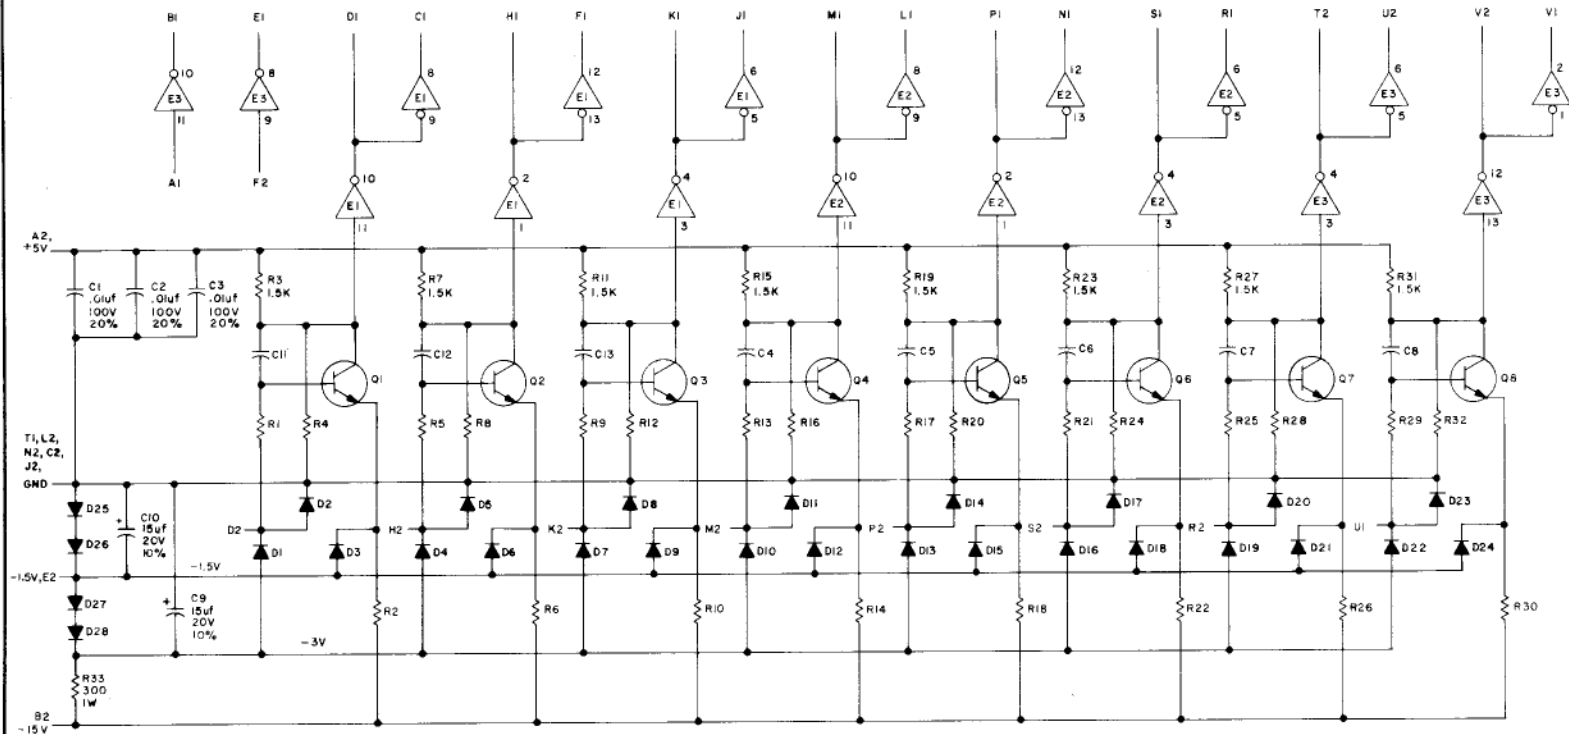 B1 E1 D1 C1 H1 F1 K1 J1 M1 L1 P1 N1 S1 R1 T2 U2 V2 V1
10 8 8 12 6 8 12 6 6 2
E3 E3 E1 E1 E1 E2 E2 E2 E3 E3
11 9 9 13 5 9 13 5 5 1
A1 F2
10 2 4 10 2 4 4 12
E1 E1 E1 E2 E2 E2 E3 E3
11 1 3 11 1 3 3 13
A2,
+5V
C1
.01uf
100V
20%
C2
.01uf
100V
20%
C3
.01uf
100V
20%
R3
1.5K
R7
1.5K
R11
1.5K
R15
1.5K
R19
1.5K
R23
1.5K
R27
1.5K
R31
1.5K
C11 C12 C13 C4 C5 C6 C7 C8
Q1 Q2 Q3 Q4 Q5 Q6 Q7 Q8
R1 R4 R5 R8 R9 R12 R13 R16 R17 R20 R21 R24 R25 R28 R29 R32
T1, L2,
N2, C2,
J2,
GND
D25
C10
15uf
20V
10%
+
D2 D5 D8 D11 D14 D17 D20 D23
D2 H2 K2 M2 P2 S2 R2 U1
D26
D1 D3 D4 D6 D7 D9 D10 D12 D13 D15 D16 D18 D19 D21 D22 D24
-1.5V
-1.5V,E2
D27
D28
+
C9
15uf
20V
10%
R2 R6 R10 R14 R18 R22 R26 R30
-3V
R33
300
1W
B2
-15V